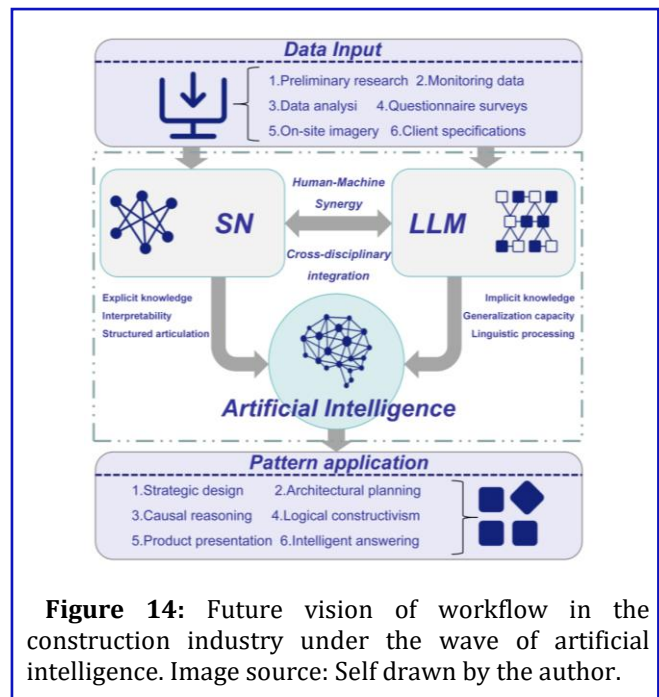 Data Input
1.Preliminary research 2.Monitoring data
3.Data analysi 4.Questionnaire surveys
5.On-site imagery 6.Client specifications
SN
Human-Machine
Synergy
Cross-disciplinary
integration
LLM
Explicit knowledge
Interpretability
Structured articulation
Implicit knowledge
Generalization capacity
Linguistic processing
Artificial Intelligence
Pattern application
1.Strategic design 2.Architectural planning
3.Causal reasoning 4.Logical constructivism
5.Product presentation 6.Intelligent answering
Figure 14: Future vision of workflow in the
construction industry under the wave of artificial
intelligence. Image source: Self drawn by the author.